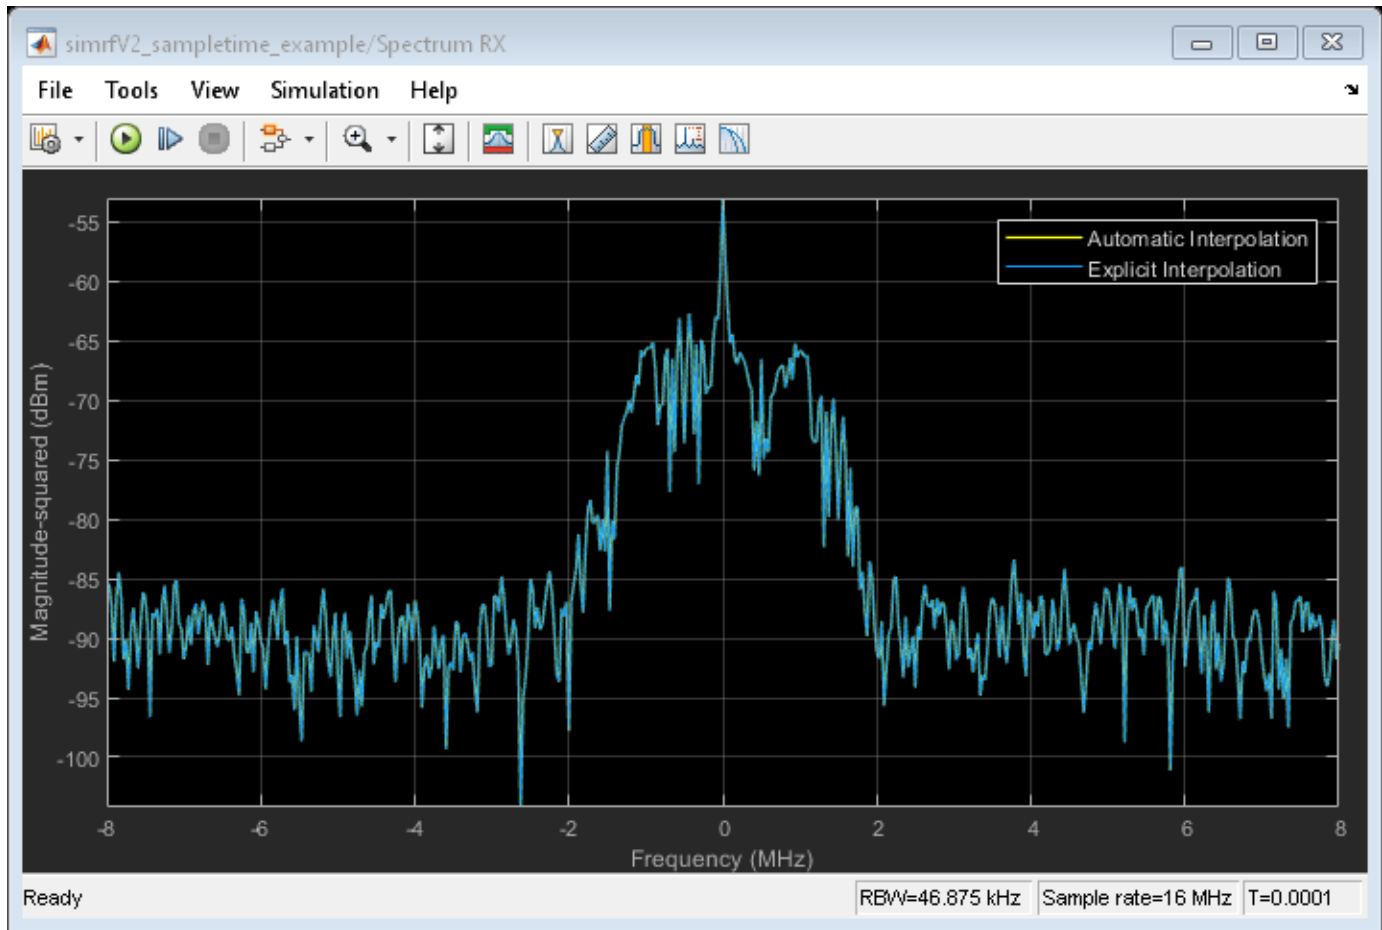 simrfV2_sampletime_example/Spectrum RX
File Tools View Simulation Help
-55
-60
-65
-70
-75
-80
-85
-90
-95
-100
Magnitude-squared (dBm)
Automatic Interpolation
Explicit Interpolation
-8 -6 -4 -2 0 2 4 6 8
Frequency (MHz)
Ready RBW=46.875 kHz Sample rate=16 MHz T=0.0001